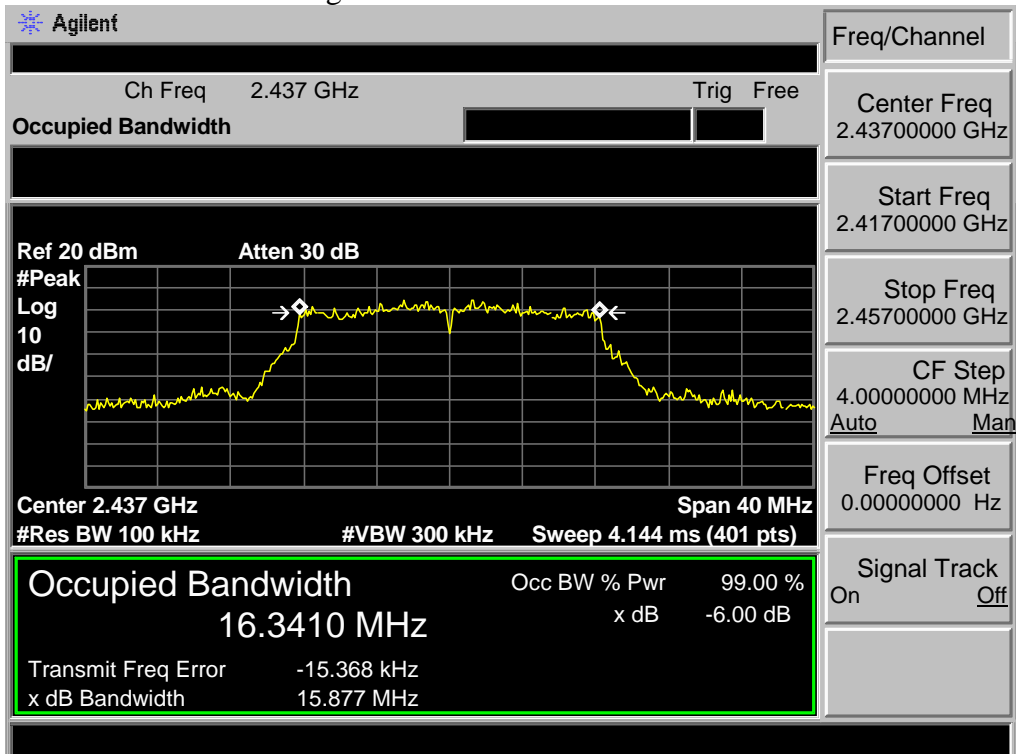 Agilent
Freq/Channel
Ch Freq 2.437 GHz Trig Free
Occupied Bandwidth
Center Freq
2.43700000 GHz
Start Freq
2.41700000 GHz
Stop Freq
2.45700000 GHz
CF Step
4.00000000 MHz
Auto Man
Freq Offset
0.00000000 Hz
Signal Track
On Off
Ref 20 dBm Atten 30 dB
#Peak
Log
10
dB/
Center 2.437 GHz Span 40 MHz
#Res BW 100 kHz #VBW 300 kHz Sweep 4.144 ms (401 pts)
Occupied Bandwidth Occ BW % Pwr 99.00 %
16.3410 MHz x dB -6.00 dB
Transmit Freq Error -15.368 kHz
x dB Bandwidth 15.877 MHz